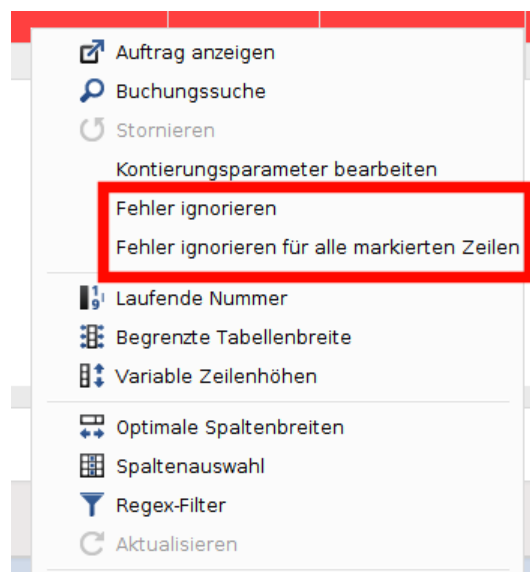 Auftrag anzeigen
Buchungssuche
Stornieren
Kontierungsparameter bearbeiten
Fehler ignorieren
Fehler ignorieren für alle markierten Zeilen
Laufende Nummer
Begrenzte Tabellenbreite
Variable Zeilenhöhen
Optimale Spaltenbreiten
Spaltenauswahl
Regex-Filter
Aktualisieren